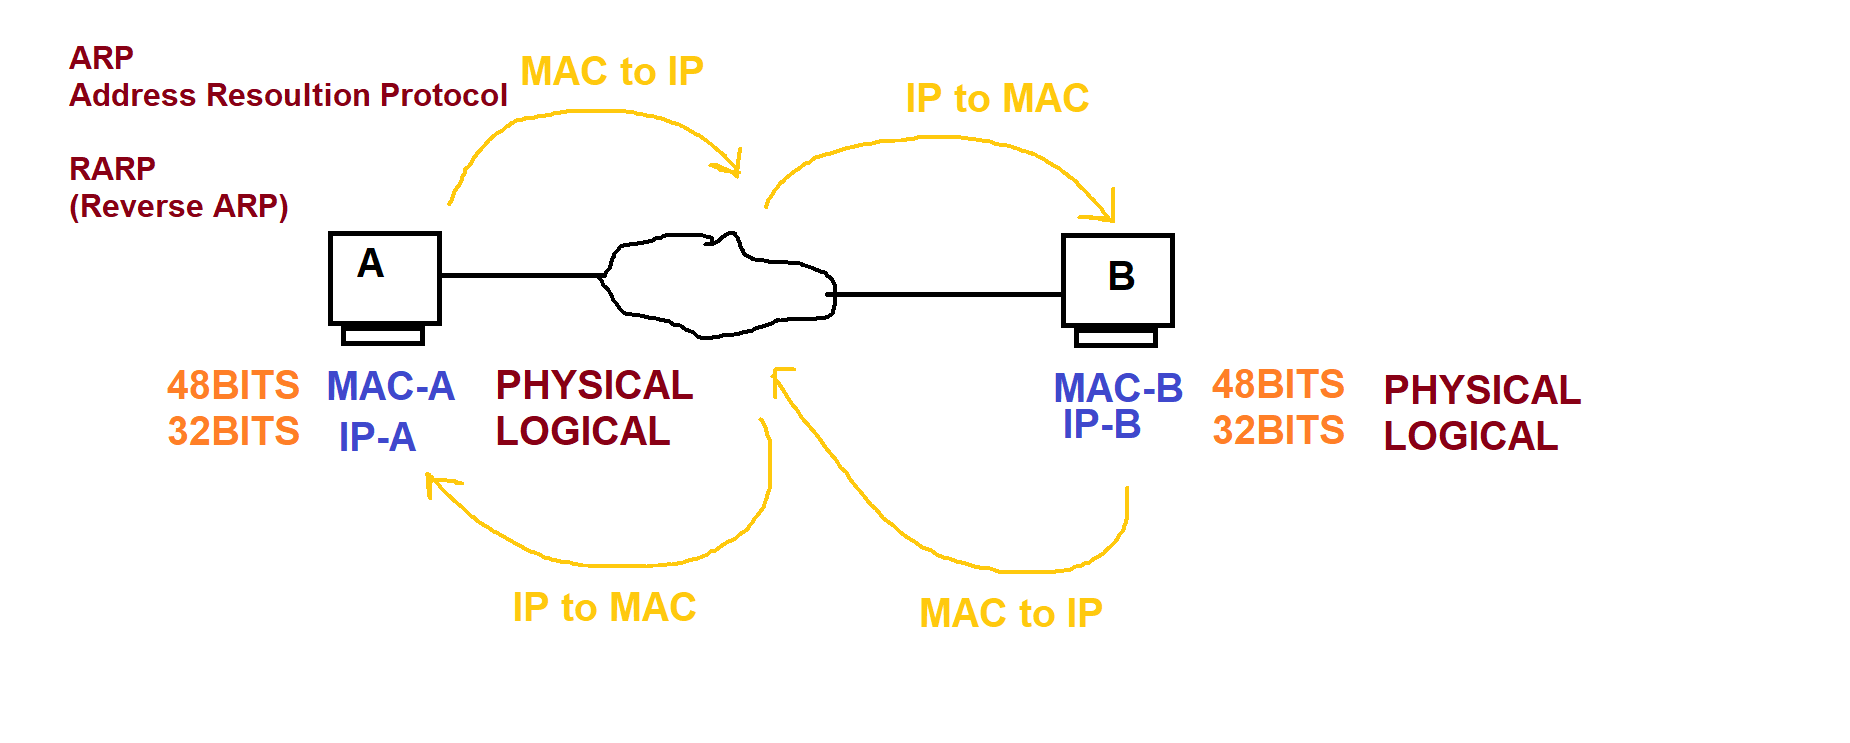 ARP
Address Resoultion Protocol
RARP
(Reverse ARP)
MAC to IP
IP to MAC
A
B
48BITS MAC-A PHYSICAL
32BITS IP-A LOGICAL
MAC-B 48BITS PHYSICAL
IP-B 32BITS LOGICAL
IP to MAC
MAC to IP